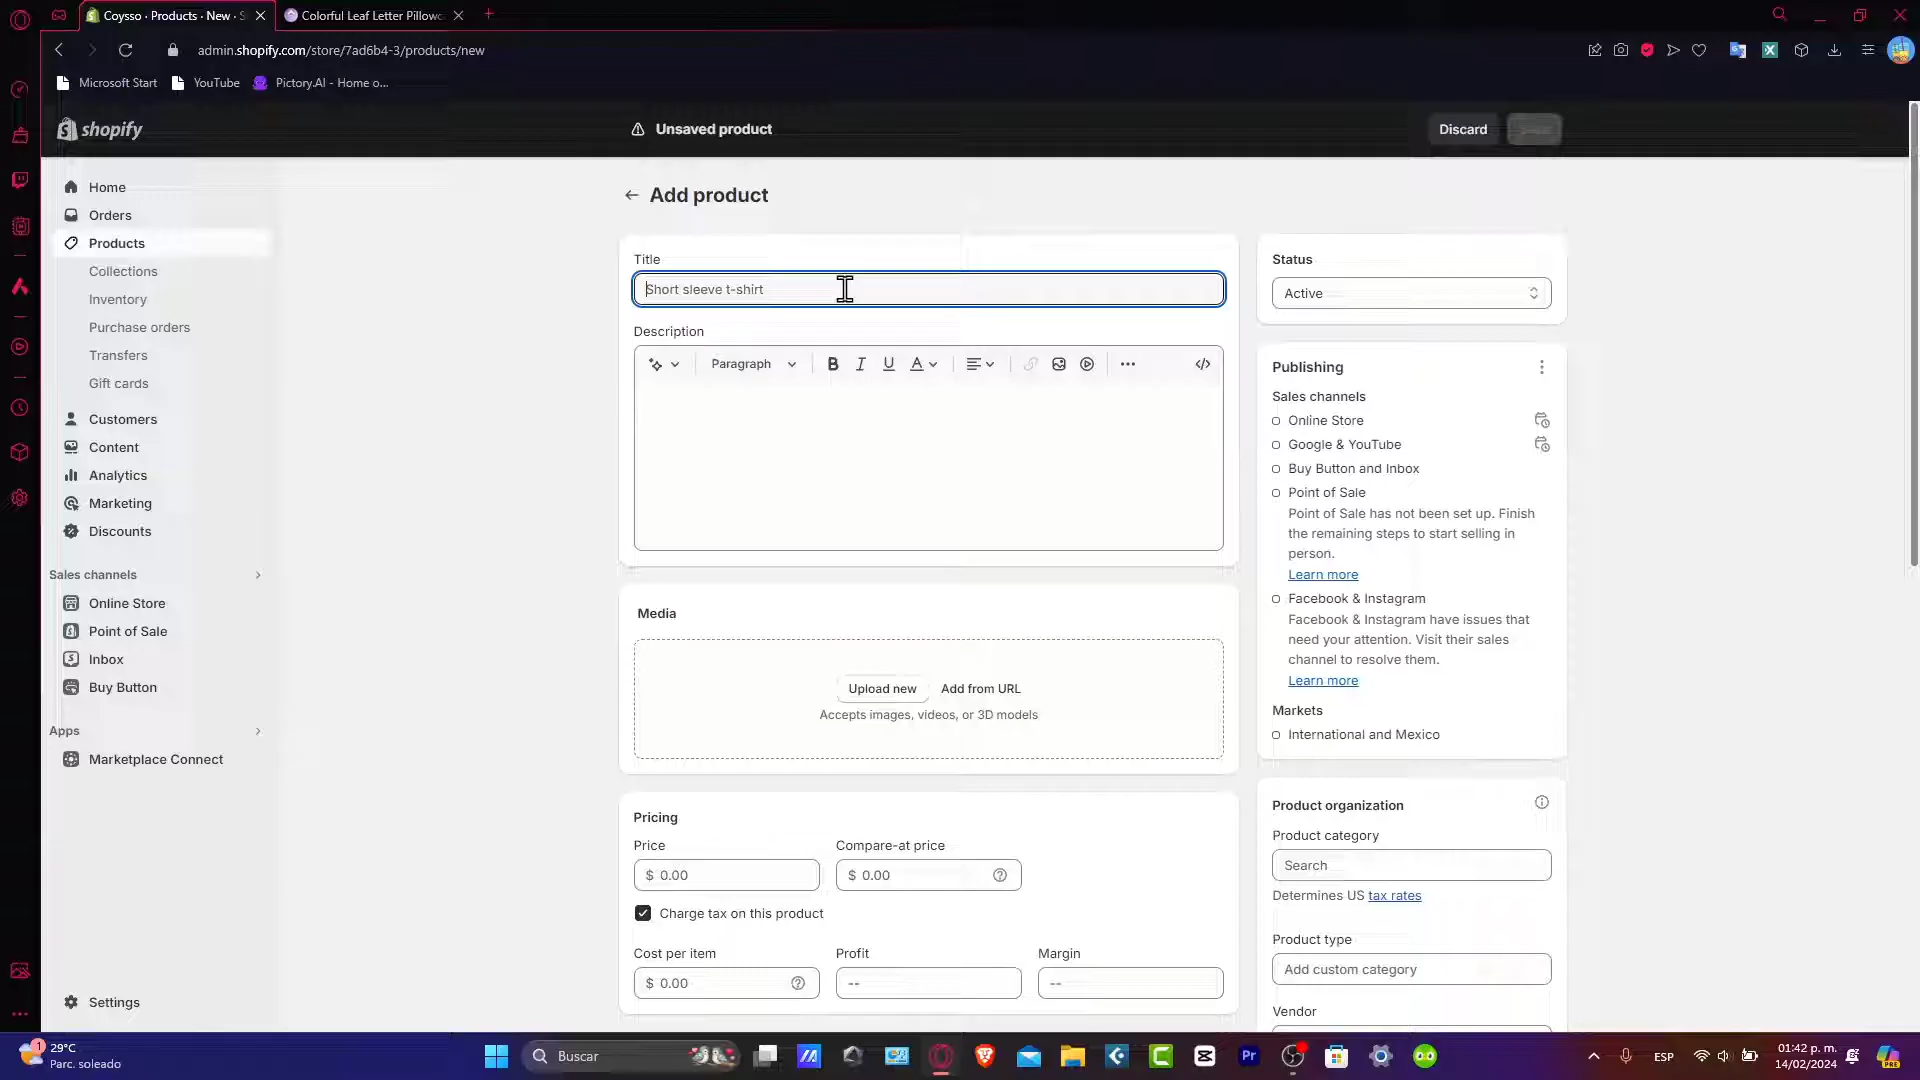 Coysso · Products · New ·
Colorful Leaf Letter Pillowc
admin.shopify.com/store/7ad6b4-3/products/new
Microsoft Start
YouTube
Pictory.AI - Home o...
shopify
Unsaved product
Discard
Home
Orders
Products
Collections
Inventory
Purchase orders
Transfers
Gift cards
Customers
Content
Analytics
Marketing
Discounts
Sales channels
Online Store
Point of Sale
Inbox
Buy Button
Apps
Marketplace Connect
Settings
Add product
Title
Short sleeve t-shirt
Description
Paragraph
B I U A
Media
Upload new
Add from URL
Accepts images, videos, or 3D models
Pricing
Price
Compare-at price
$ 0.00
$ 0.00
Charge tax on this product
Cost per item
Profit
Margin
$ 0.00
--
--
Status
Active
Publishing
Sales channels
Online Store
Google & YouTube
Buy Button and Inbox
Point of Sale
Point of Sale has not been set up. Finish
the remaining steps to start selling in
person.
Learn more
Facebook & Instagram
Facebook & Instagram have issues that
need your attention. Visit their sales
channel to resolve them.
Learn more
Markets
International and Mexico
Product organization
Product category
Search
Determines US tax rates
Product type
Add custom category
Vendor
1
29°C
Parc. soleado
Buscar
Pr
ESP
01:42 p. m.
14/02/2024
PRE